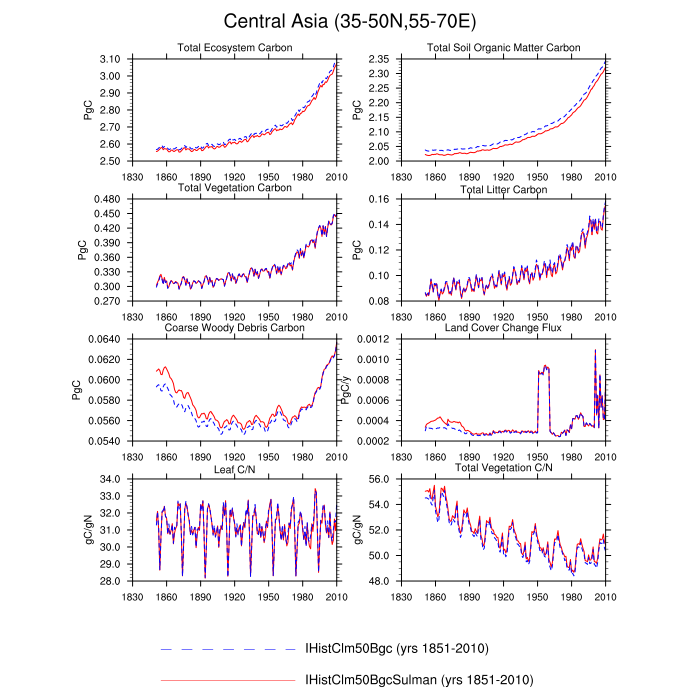 Central Asia (35-50N,55-70E)
Total Ecosystem Carbon
PgC
3.10
3.00
2.90
2.80
2.70
2.60
2.50
1830 1860 1890 1920 1950 1980 2010
Total Soil Organic Matter Carbon
PgC
2.35
2.30
2.25
2.20
2.15
2.10
2.05
2.00
1830 1860 1890 1920 1950 1980 2010
Total Vegetation Carbon
PgC
0.480
0.450
0.420
0.390
0.360
0.330
0.300
0.270
1830 1860 1890 1920 1950 1980 2010
Total Litter Carbon
PgC
0.16
0.14
0.12
0.10
0.08
1830 1860 1890 1920 1950 1980 2010
Coarse Woody Debris Carbon
PgC
0.0640
0.0620
0.0600
0.0580
0.0560
0.0540
1830 1860 1890 1920 1950 1980 2010
Land Cover Change Flux
PgC/y
0.0012
0.0010
0.0008
0.0006
0.0004
0.0002
1830 1860 1890 1920 1950 1980 2010
Leaf C/N
gC/gN
34.0
33.0
32.0
31.0
30.0
29.0
28.0
1830 1860 1890 1920 1950 1980 2010
Total Vegetation C/N
gC/gN
56.0
54.0
52.0
50.0
48.0
1830 1860 1890 1920 1950 1980 2010
IHistClm50Bgc (yrs 1851-2010)
IHistClm50BgcSulman (yrs 1851-2010)